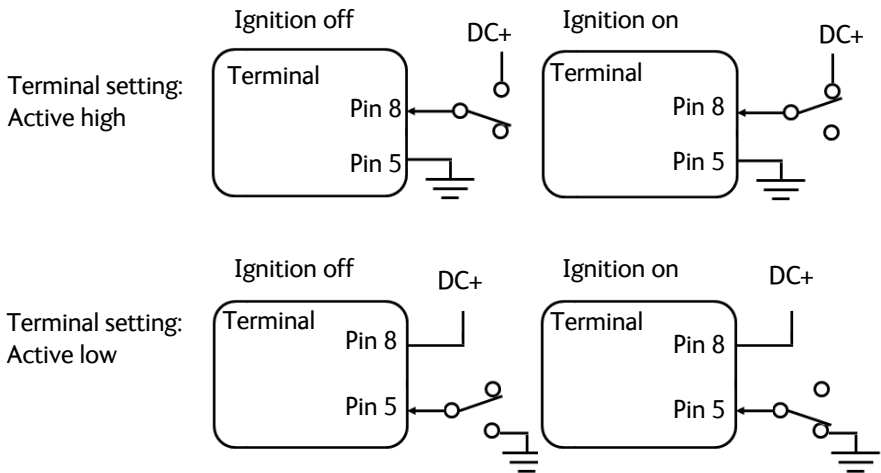 Ignition off
Ignition on
DC+
DC+
Terminal setting:
Active high
Terminal
Pin 8
Pin 5
Terminal
Pin 8
Pin 5
Ignition off
Ignition on
DC+
DC+
Terminal setting:
Active low
Terminal
Pin 8
Pin 5
Terminal
Pin 8
Pin 5